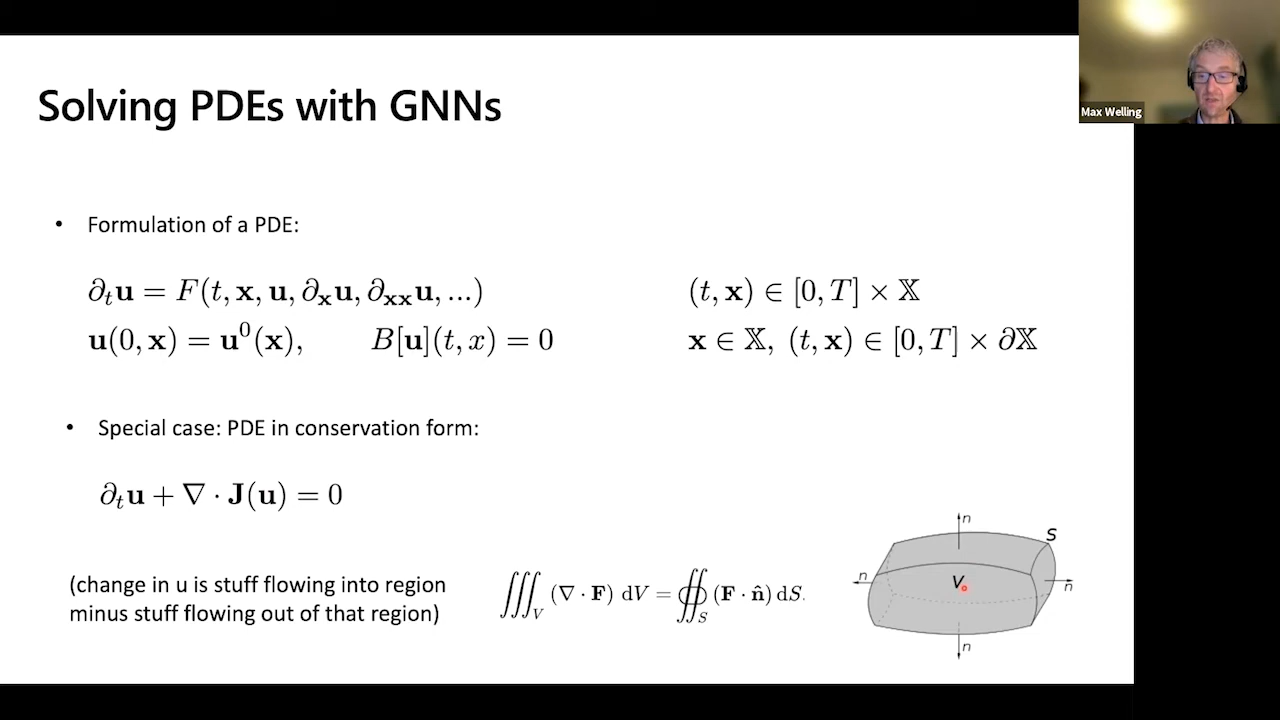 Solving PDEs with GNNs
Max Welling
• Formulation of a PDE:
∂ₜ𝐮 = F(t, 𝐱, 𝐮, ∂𝐱𝐮, ∂𝐱𝐱𝐮, ...) (t, 𝐱) ∈ [0, T] × 𝕏
𝐮(0, 𝐱) = 𝐮⁰(𝐱), B[𝐮](t, x) = 0 𝐱 ∈ 𝕏, (t, 𝐱) ∈ [0, T] × ∂𝕏
• Special case: PDE in conservation form:
∂ₜ𝐮 + ∇ · 𝐉(𝐮) = 0
(change in u is stuff flowing into region
minus stuff flowing out of that region)
∭_V (∇ · 𝐅) dV = ∯_S (𝐅 · 𝐧̂) dS.
n
S
n
V
n
n